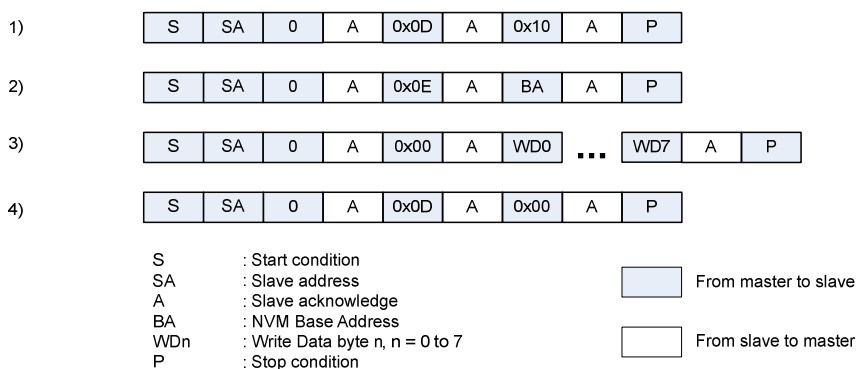 1) S SA 0 A 0x0D A 0x10 A P
2) S SA 0 A 0x0E A BA A P
3) S SA 0 A 0x00 A WD0 ... WD7 A P
4) S SA 0 A 0x0D A 0x00 A P
S : Start condition
SA : Slave address
A : Slave acknowledge
BA : NVM Base Address
WDn : Write Data byte n, n = 0 to 7
P : Stop condition
From master to slave
From slave to master